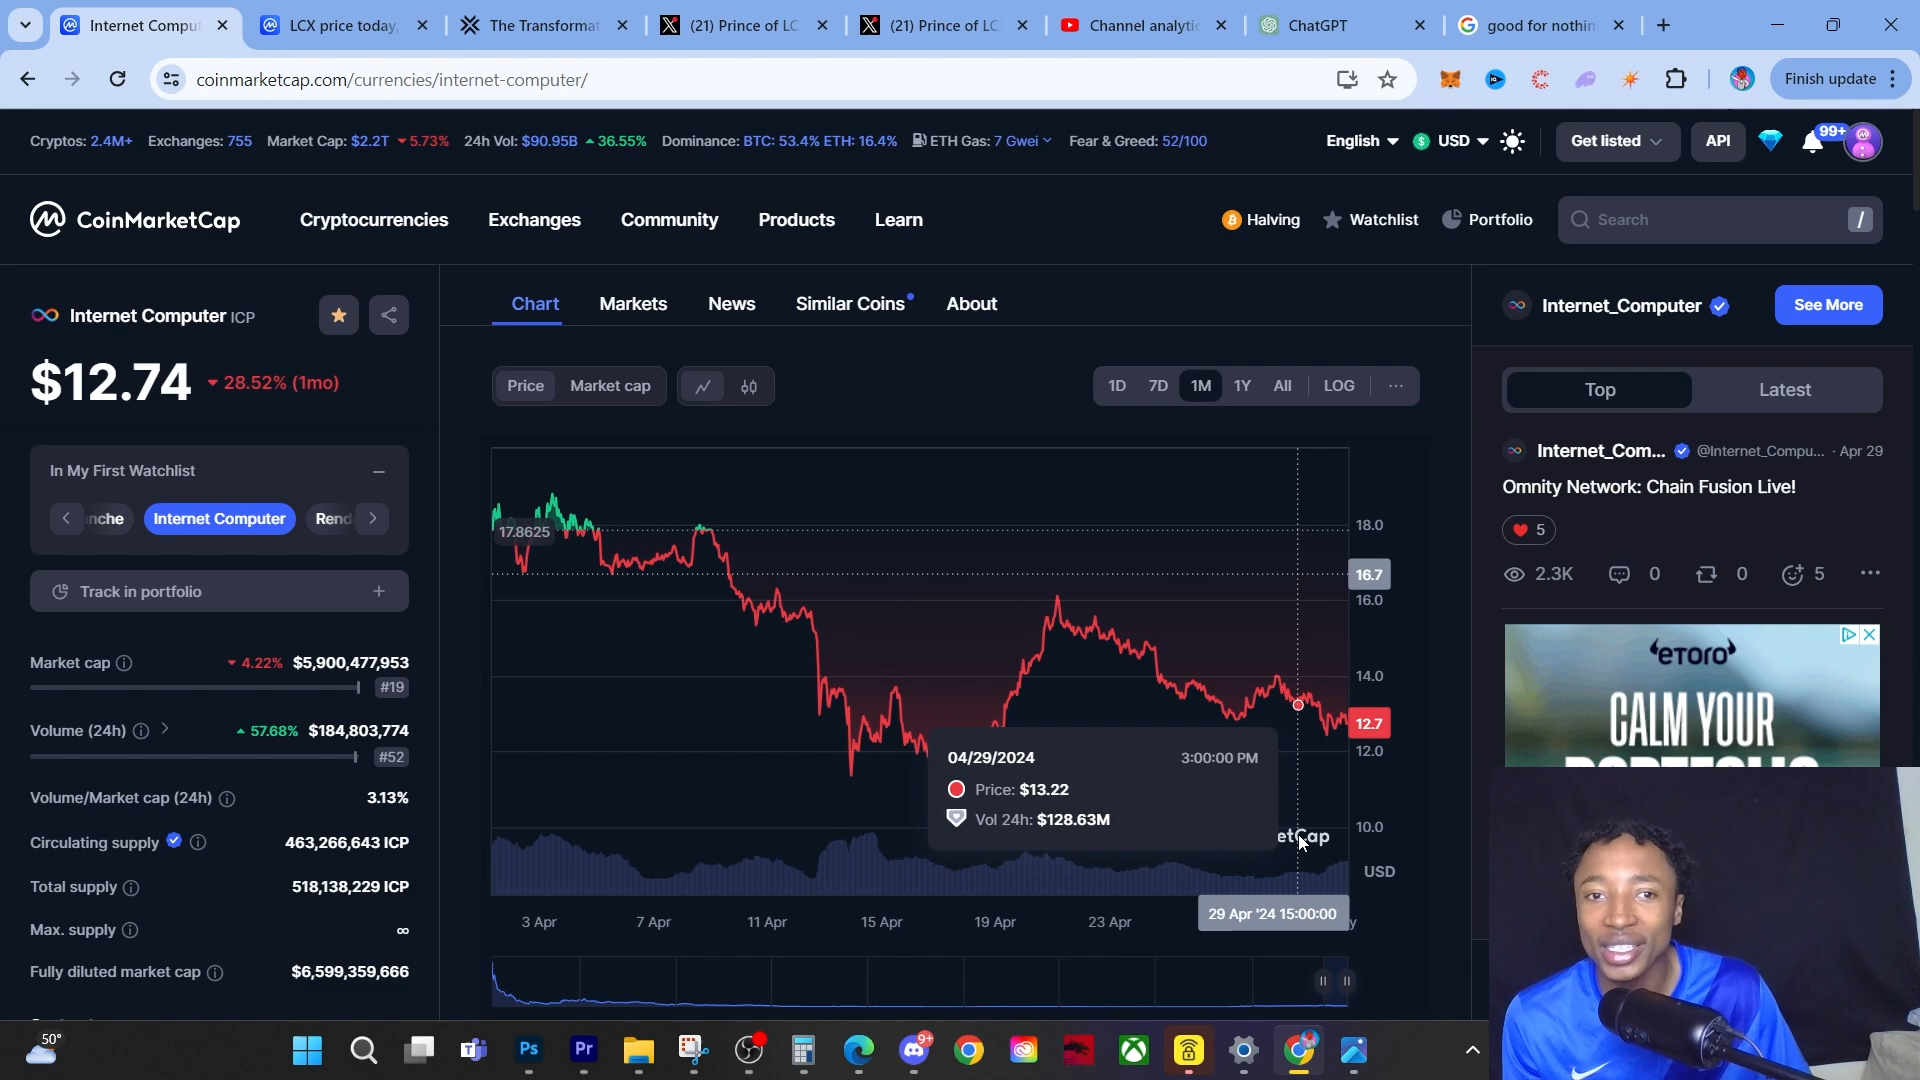 Internet Comput
LCX price today,
The Transformat
(21) Prince of LC
(21) Prince of LC
Channel analytic
ChatGPT
good for nothin
coinmarketcap.com/currencies/internet-computer/
Finish update
Cryptos: 2.4M+ Exchanges: 755 Market Cap: $2.2T 5.73% 24h Vol: $90.95B 36.55% Dominance: BTC: 53.4% ETH: 16.4% ETH Gas: 7 Gwei Fear & Greed: 52/100
English USD Get listed API 99+
CoinMarketCap Cryptocurrencies Exchanges Community Products Learn Halving Watchlist Portfolio Search /
Internet Computer ICP
$12.74 28.52% (1mo)
In My First Watchlist
nche Internet Computer Rend
Track in portfolio +
Market cap 4.22% $5,900,477,953
#19
Volume (24h) 57.68% $184,803,774
#52
Volume/Market cap (24h) 3.13%
Circulating supply 463,266,643 ICP
Total supply 518,138,229 ICP
Max. supply ∞
Fully diluted market cap $6,599,359,666
Chart Markets News Similar Coins About
Price Market cap 1D 7D 1M 1Y All LOG ...
17.8625
18.0
16.7
16.0
14.0
12.7
12.0
10.0
04/29/2024 3:00:00 PM
Price: $13.22
Vol 24h: $128.63M
etCap
USD
3 Apr 7 Apr 11 Apr 15 Apr 19 Apr 23 Apr 29 Apr '24 15:00:00 y
Internet_Computer See More
Top Latest
Internet_Com... @Internet_Compu... · Apr 29
Omnity Network: Chain Fusion Live!
5
2.3K 0 0 5 ...
eToro
CALM YOUR
50°
Ps
Pr
9+